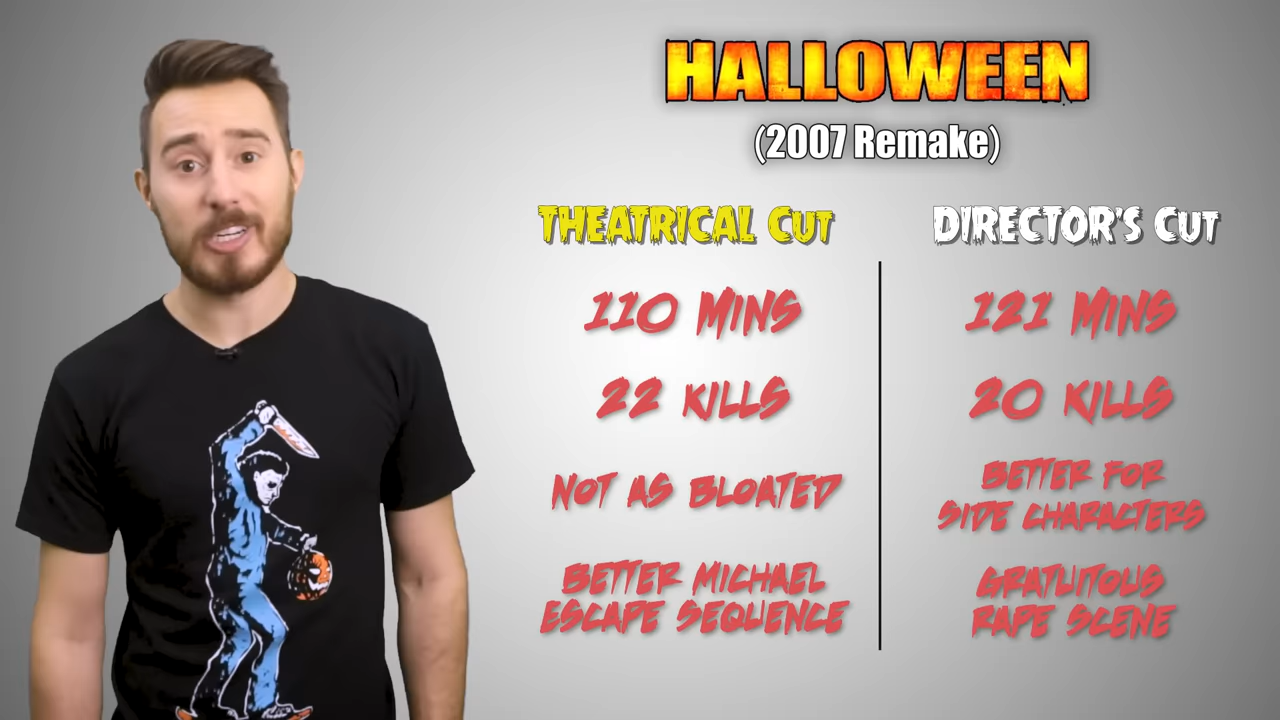 HALLOWEEN
(2007 Remake)
THEATRICAL CUT
110 MINS
22 KILLS
NOT AS BLOATED
BETTER MICHAEL
ESCAPE SEQUENCE
DIRECTOR'S CUT
121 MINS
20 KILLS
BETTER FOR
SIDE CHARACTERS
GRATUITOUS
RAPE SCENE